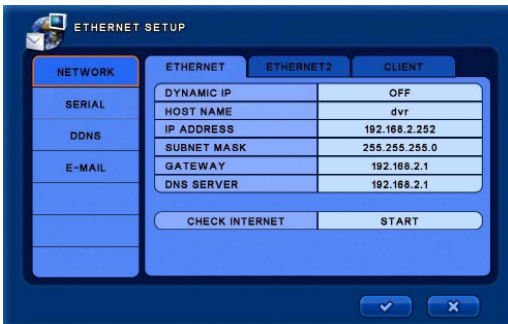 ETHERNET SETUP
NETWORK
SERIAL
DDNS
E-MAIL
ETHERNET ETHERNET2 CLIENT
DYNAMIC IP OFF
HOST NAME dvr
IP ADDRESS 192.168.2.252
SUBNET MASK 255.255.255.0
GATEWAY 192.168.2.1
DNS SERVER 192.168.2.1
CHECK INTERNET START